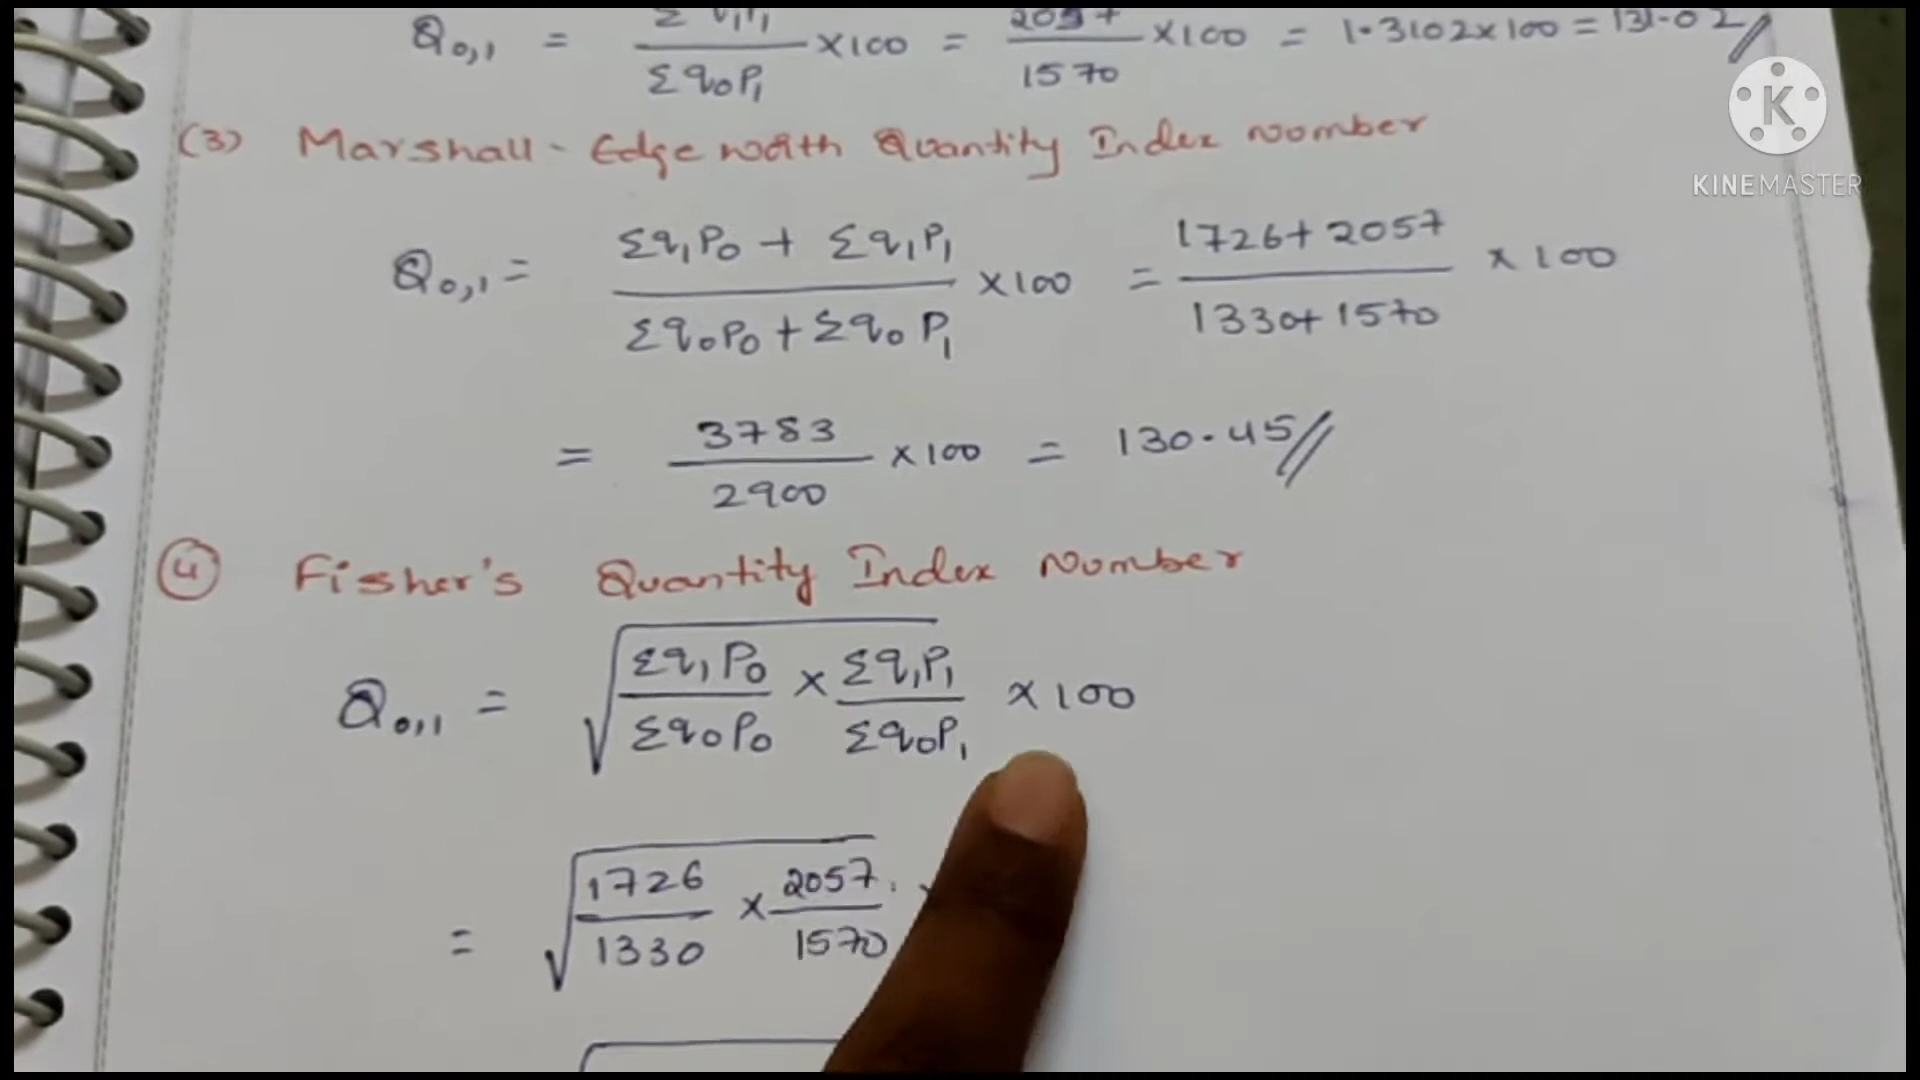 Q₀,₁ = Σq₁P₁ / Σq₀P₁ ×100 = 2057 / 1570 ×100 = 1.3102×100 = 131.02//
K
KINEMASTER
(3) Marshall - Edge worth Quantity Index Number
Q₀,₁ = Σq₁P₀ + Σq₁P₁ / Σq₀P₀ + Σq₀P₁ ×100 = 1726+2057 / 1330+1570 ×100
= 3783 / 2900 ×100 = 130.45//
(4) Fisher's Quantity Index Number
Q₀,₁ = √ Σq₁P₀ / Σq₀P₀ × Σq₁P₁ / Σq₀P₁ ×100
= √ 1726 / 1330 × 2057 / 1570